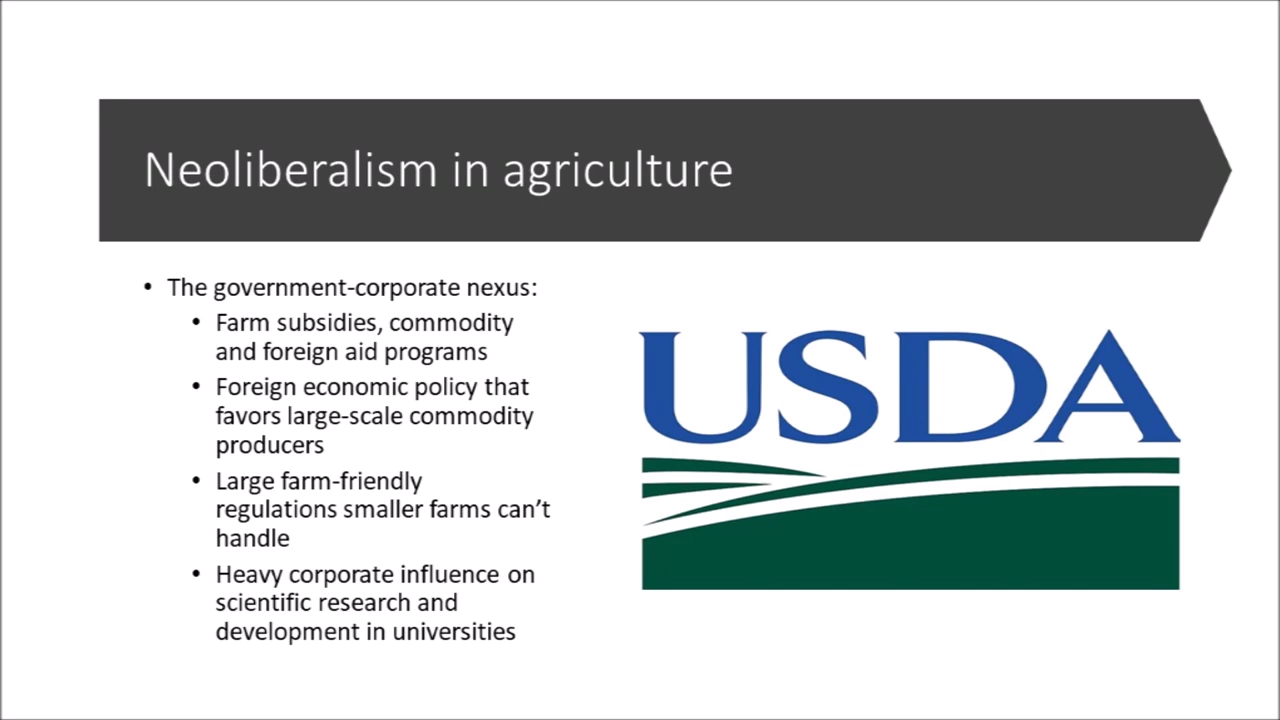 Neoliberalism in agriculture
• The government-corporate nexus:
• Farm subsidies, commodity
and foreign aid programs
• Foreign economic policy that
favors large-scale commodity
producers
• Large farm-friendly
regulations smaller farms can’t
handle
• Heavy corporate influence on
scientific research and
development in universities
USDA